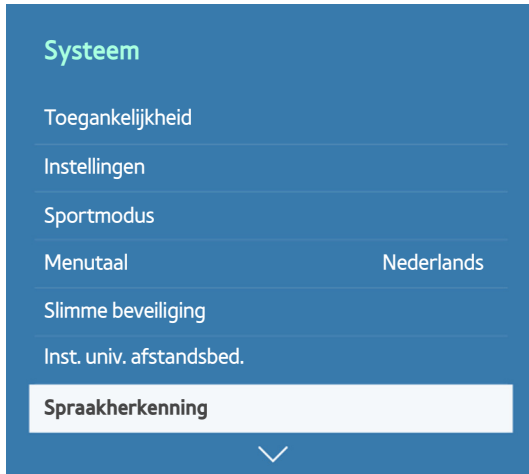 Systeem
Toegankelijkheid
Instellingen
Sportmodus
Menutaal Nederlands
Slimme beveiliging
Inst. univ. afstandsbed.
Spraakherkenning